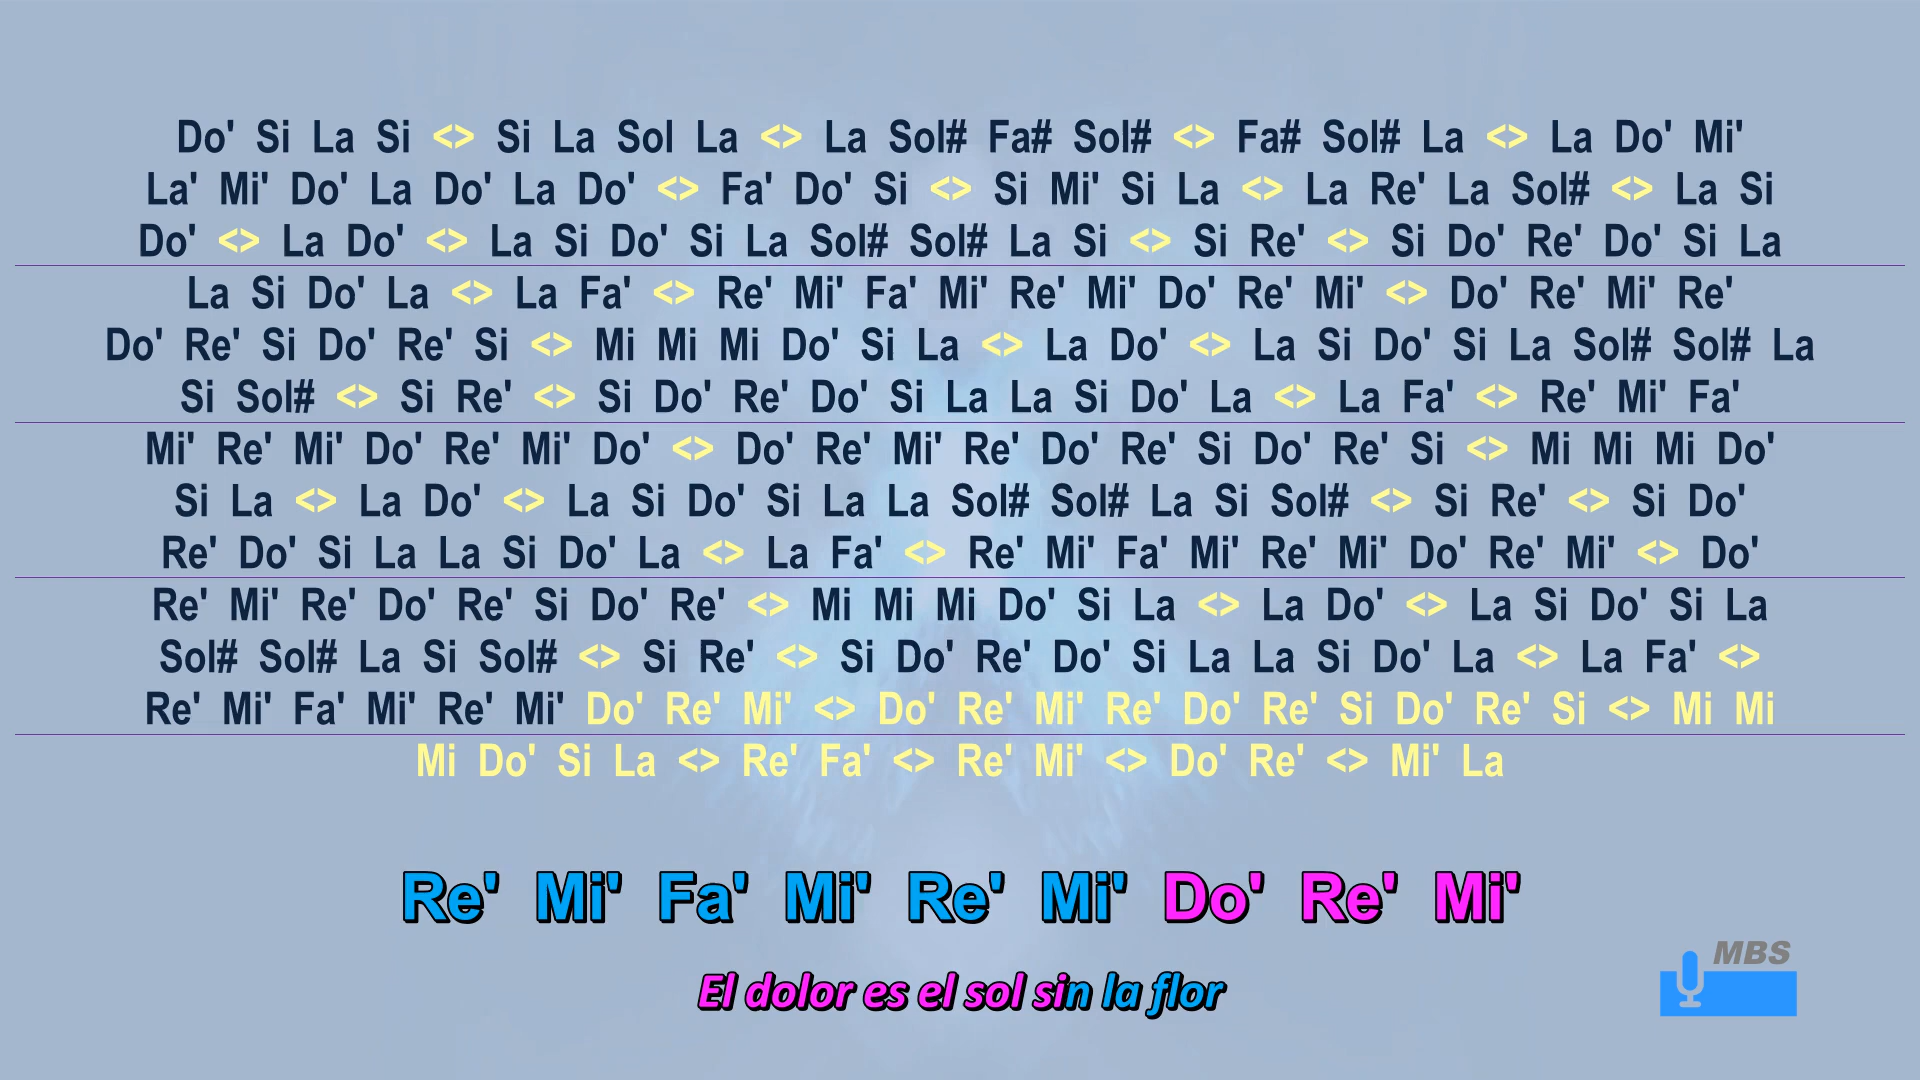 Do' Si La Si <> Si La Sol La <> La Sol# Fa# Sol# <> Fa# Sol# La <> La Do' Mi'
La' Mi' Do' La Do' La Do' <> Fa' Do' Si <> Si Mi' Si La <> La Re' La Sol# <> La Si
Do' <> La Do' <> La Si Do' Si La Sol# Sol# La Si <> Si Re' <> Si Do' Re' Do' Si La
La Si Do' La <> La Fa' <> Re' Mi' Fa' Mi' Re' Mi' Do' Re' Mi' <> Do' Re' Mi' Re'
Do' Re' Si Do' Re' Si <> Mi Mi Mi Do' Si La <> La Do' <> La Si Do' Si La Sol# Sol# La
Si Sol# <> Si Re' <> Si Do' Re' Do' Si La La Si Do' La <> La Fa' <> Re' Mi' Fa'
Mi' Re' Mi' Do' Re' Mi' Do' <> Do' Re' Mi' Re' Do' Re' Si Do' Re' Si <> Mi Mi Mi Do'
Si La <> La Do' <> La Si Do' Si La La Sol# Sol# La Si Sol# <> Si Re' <> Si Do'
Re' Do' Si La La Si Do' La <> La Fa' <> Re' Mi' Fa' Mi' Re' Mi' Do' Re' Mi' <> Do'
Re' Mi' Re' Do' Re' Si Do' Re' <> Mi Mi Mi Do' Si La <> La Do' <> La Si Do' Si La
Sol# Sol# La Si Sol# <> Si Re' <> Si Do' Re' Do' Si La La Si Do' La <> La Fa' <>
Re' Mi' Fa' Mi' Re' Mi' Do' Re' Mi' <> Do' Re' Mi' Re' Do' Re' Si Do' Re' Si <> Mi Mi
Mi Do' Si La <> Re' Fa' <> Re' Mi' <> Do' Re' <> Mi' La
Re' Mi' Fa' Mi' Re' Mi' Do' Re' Mi'
El dolor es el sol sin la flor
MBS